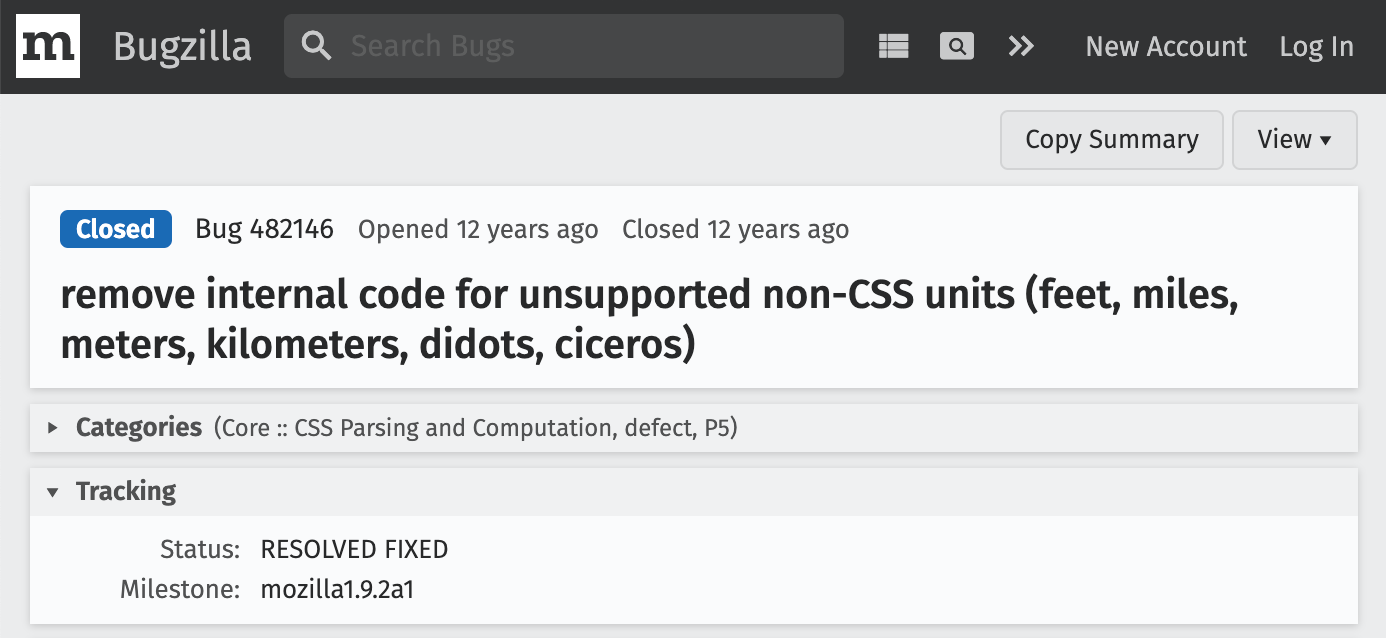 m Bugzilla Search Bugs New Account Log In
Copy Summary View ▾
Closed Bug 482146 Opened 12 years ago Closed 12 years ago
remove internal code for unsupported non-CSS units (feet, miles,
meters, kilometers, didots, ciceros)
Categories (Core :: CSS Parsing and Computation, defect, P5)
Tracking
Status: RESOLVED FIXED
Milestone: mozilla1.9.2a1